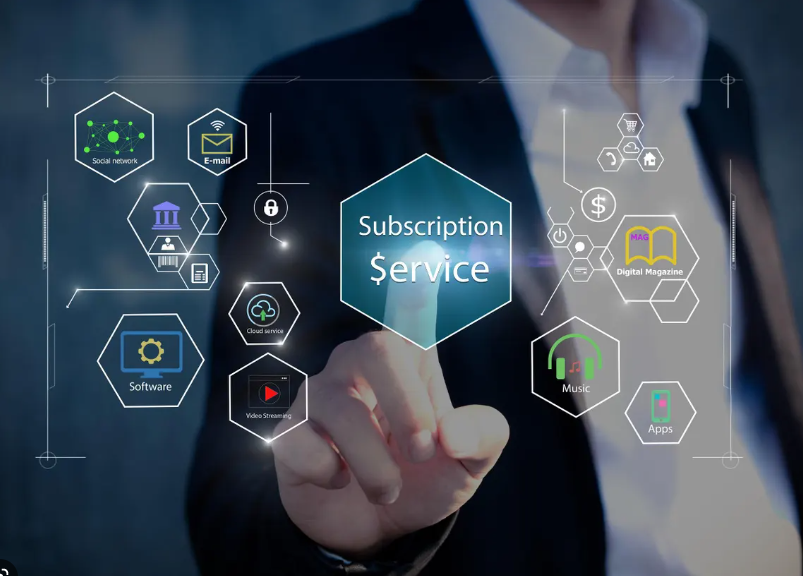 Social network
E-mail
Subscription
$ervice
$
MAG
Digital Magazine
Cloud service
Software
Video Streaming
Music
Apps